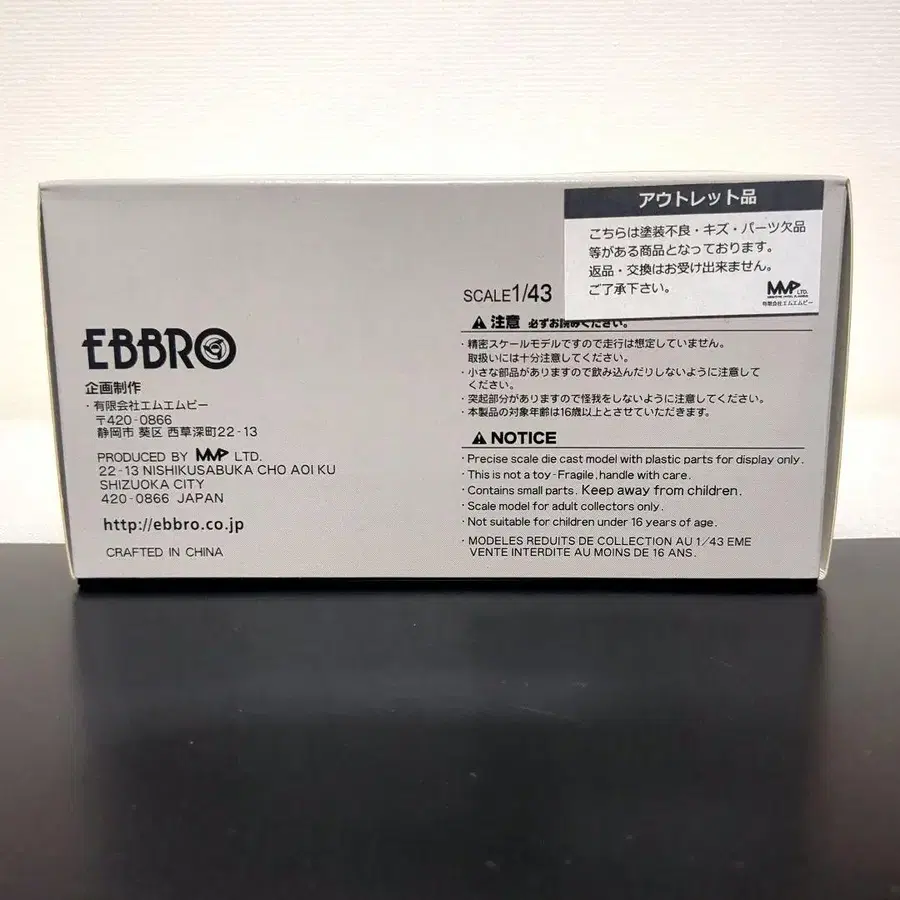 アウトレット品
こちらは塗装不良・キズ・パーツ欠品
等がある商品となっております。
返品・交換はお受け出来ません。
ご了承下さい。
MMP LTD.
有限会社エムエムピー
SCALE1/43
注意 必ずお読みください。
・精密スケールモデルですので走行は想定していません。
取扱いには十分注意してください。
・小さな部品がありますので飲み込んだりしないように注意して
ください。
・突起部分がありますので怪我をしないように注意してください。
・本製品の対象年齢は16歳以上とさせていただきます。
NOTICE
・Precise scale die cast model with plastic parts for display only.
・This is not a toy-Fragile, handle with care.
・Contains small parts. Keep away from children.
・Scale model for adult collectors only.
・Not suitable for children under 16 years of age.
・MODELES REDUITS DE COLLECTION AU 1/43 EME
VENTE INTERDITE AU MOINS DE 16 ANS.
EBBRO
企画制作
・有限会社エムエムピー
〒420-0866
静岡市 葵区 西草深町22-13
PRODUCED BY MMP LTD.
22-13 NISHIKUSABUKA CHO AOI KU
SHIZUOKA CITY
420-0866 JAPAN
http://ebbro.co.jp
CRAFTED IN CHINA